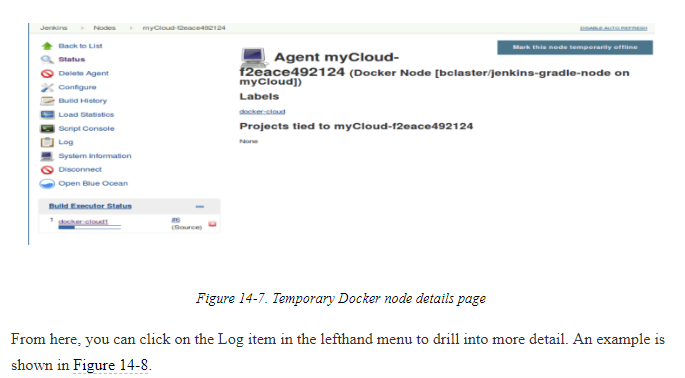 Jenkins Nodes myCloud-f2eace492124
DISABLE AUTO REFRESH
Back to List
Status
Delete Agent
Configure
Build History
Load Statistics
Script Console
Log
System Information
Disconnect
Open Blue Ocean
Build Executor Status
1 docker-cloud1 #6
(Source)
Mark this node temporarily offline
Agent myCloud-
f2eace492124 (Docker Node [bclaster/jenkins-gradle-node on
myCloud])
Labels
docker-cloud
Projects tied to myCloud-f2eace492124
None
Figure 14-7. Temporary Docker node details page
From here, you can click on the Log item in the lefthand menu to drill into more detail. An example is
shown in Figure 14-8.